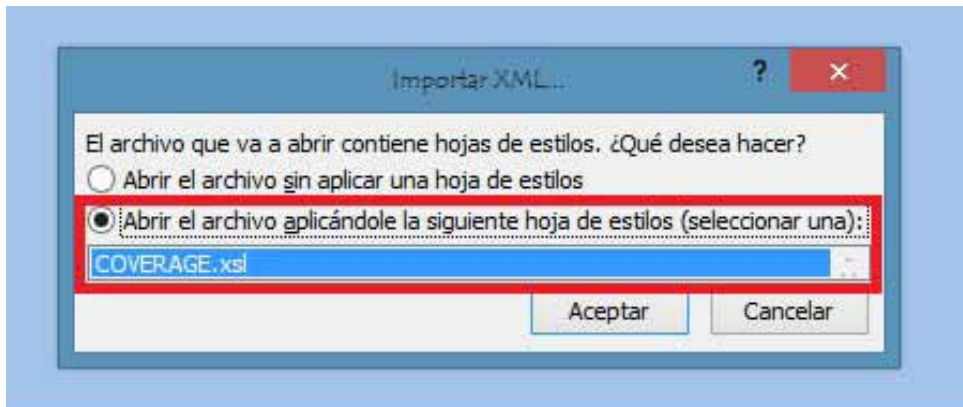 Importar XML...
?
El archivo que va a abrir contiene hojas de estilos. ¿Qué desea hacer?
Abrir el archivo sin aplicar una hoja de estilos
Abrir el archivo aplicándole la siguiente hoja de estilos (seleccionar una):
COVERAGE.xsl
Aceptar Cancelar